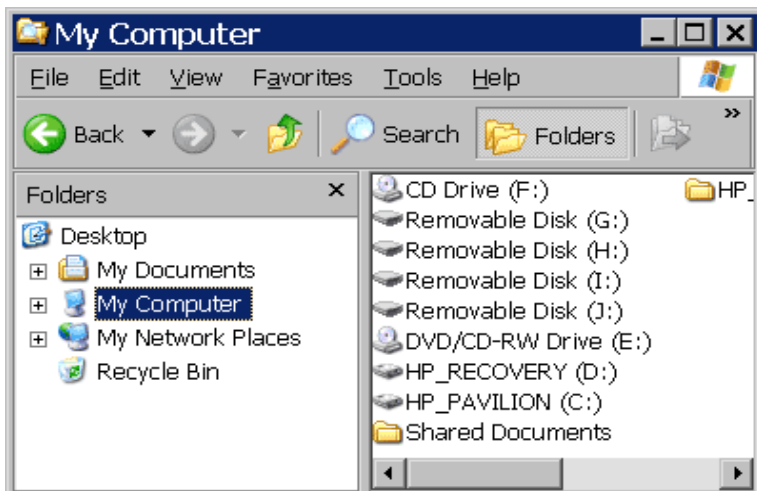 My Computer
File Edit View Favorites Tools Help
Back Search Folders »
Folders ×
Desktop
My Documents
My Computer
My Network Places
Recycle Bin
CD Drive (F:) HP_
Removable Disk (G:)
Removable Disk (H:)
Removable Disk (I:)
Removable Disk (J:)
DVD/CD-RW Drive (E:)
HP_RECOVERY (D:)
HP_PAVILION (C:)
Shared Documents